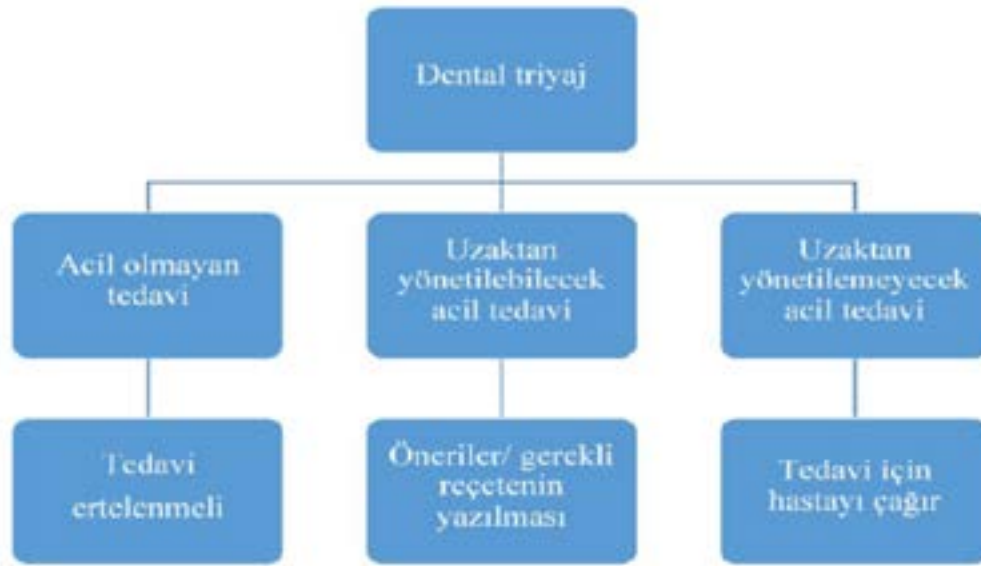 Dental triyaj
Acil olmayan
tedavi
Uzaktan
yönetilebilecek
acil tedavi
Uzaktan
yönetilemeyecek
acil tedavi
Tedavi
ertelenmeli
Öneriler/ gerekli
reçetenin
yazılması
Tedavi için
hastayı çağır